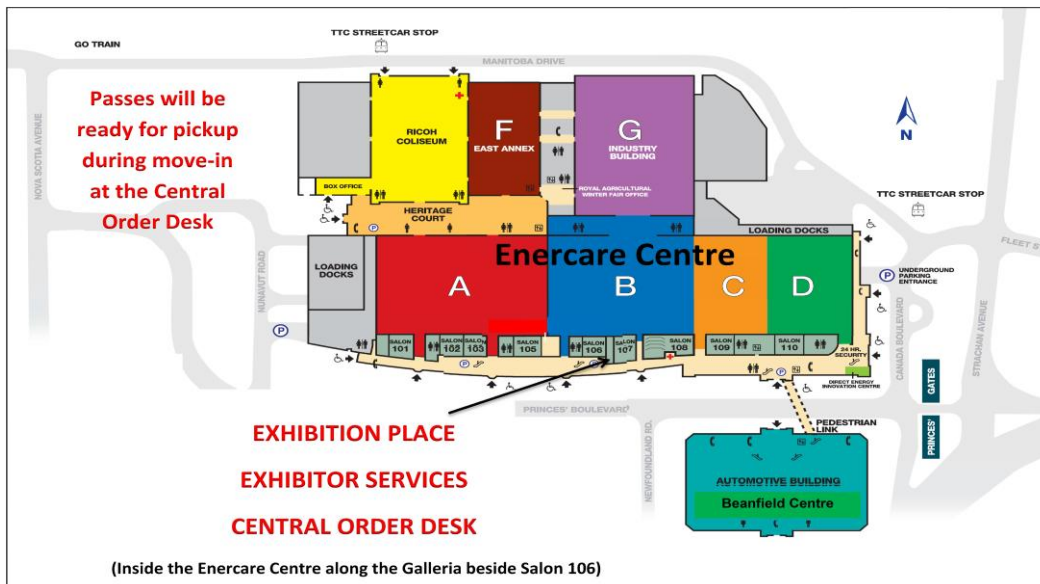 TTC STREETCAR STOP
GO TRAIN
MANITOBA DRIVE
Passes will be
ready for pickup
during move-in
at the Central
Order Desk
NOVA SCOTIA AVENUE
RICOH
COLISEUM
F
EAST ANNEX
G
INDUSTRY
BUILDING
N
BOX OFFICE
ROYAL AGRICULTURAL
WINTER FAIR OFFICE
TTC STREETCAR STOP
HERITAGE
COURT
P
LOADING DOCKS
FLEET ST
Enercare Centre
LOADING
DOCKS
A
B
C
D
NUNAVUT ROAD
P
P
UNDERGROUND
PARKING
ENTRANCE
CANADA BOULEVARD
STRACHAN AVENUE
SALON
101
SALON
102
SALON
103
SALON
105
SALON
106
SALON
107
SALON
108
SALON
109
SALON
110
24 HR.
SECURITY
P
P
P
DIRECT ENERGY
INNOVATION CENTRE
GATES
PRINCES'
PRINCES' BOULEVARD
NEWFOUNDLAND RD.
PEDESTRIAN
LINK
EXHIBITION PLACE
EXHIBITOR SERVICES
CENTRAL ORDER DESK
AUTOMOTIVE BUILDING
Beanfield Centre
(Inside the Enercare Centre along the Galleria beside Salon 106)